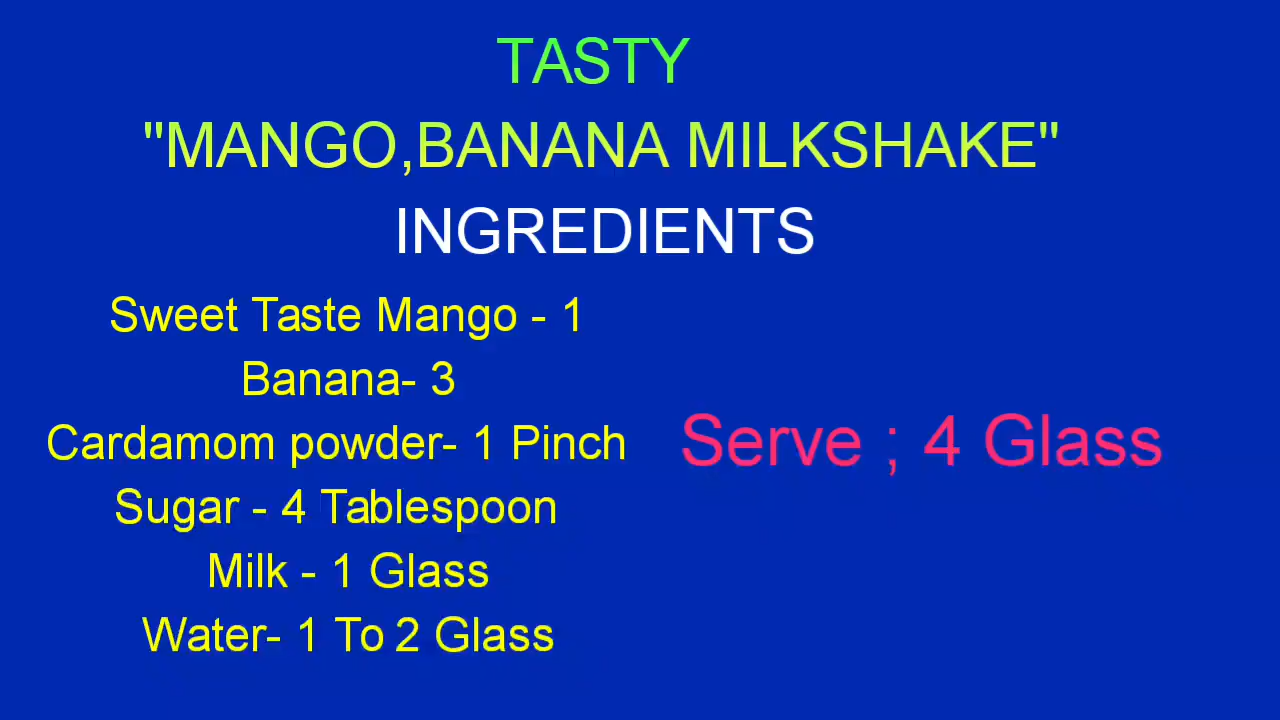 TASTY
"MANGO,BANANA MILKSHAKE"
INGREDIENTS
Sweet Taste Mango - 1
Banana- 3
Cardamom powder- 1 Pinch
Sugar - 4 Tablespoon
Milk - 1 Glass
Water- 1 To 2 Glass
Serve ; 4 Glass